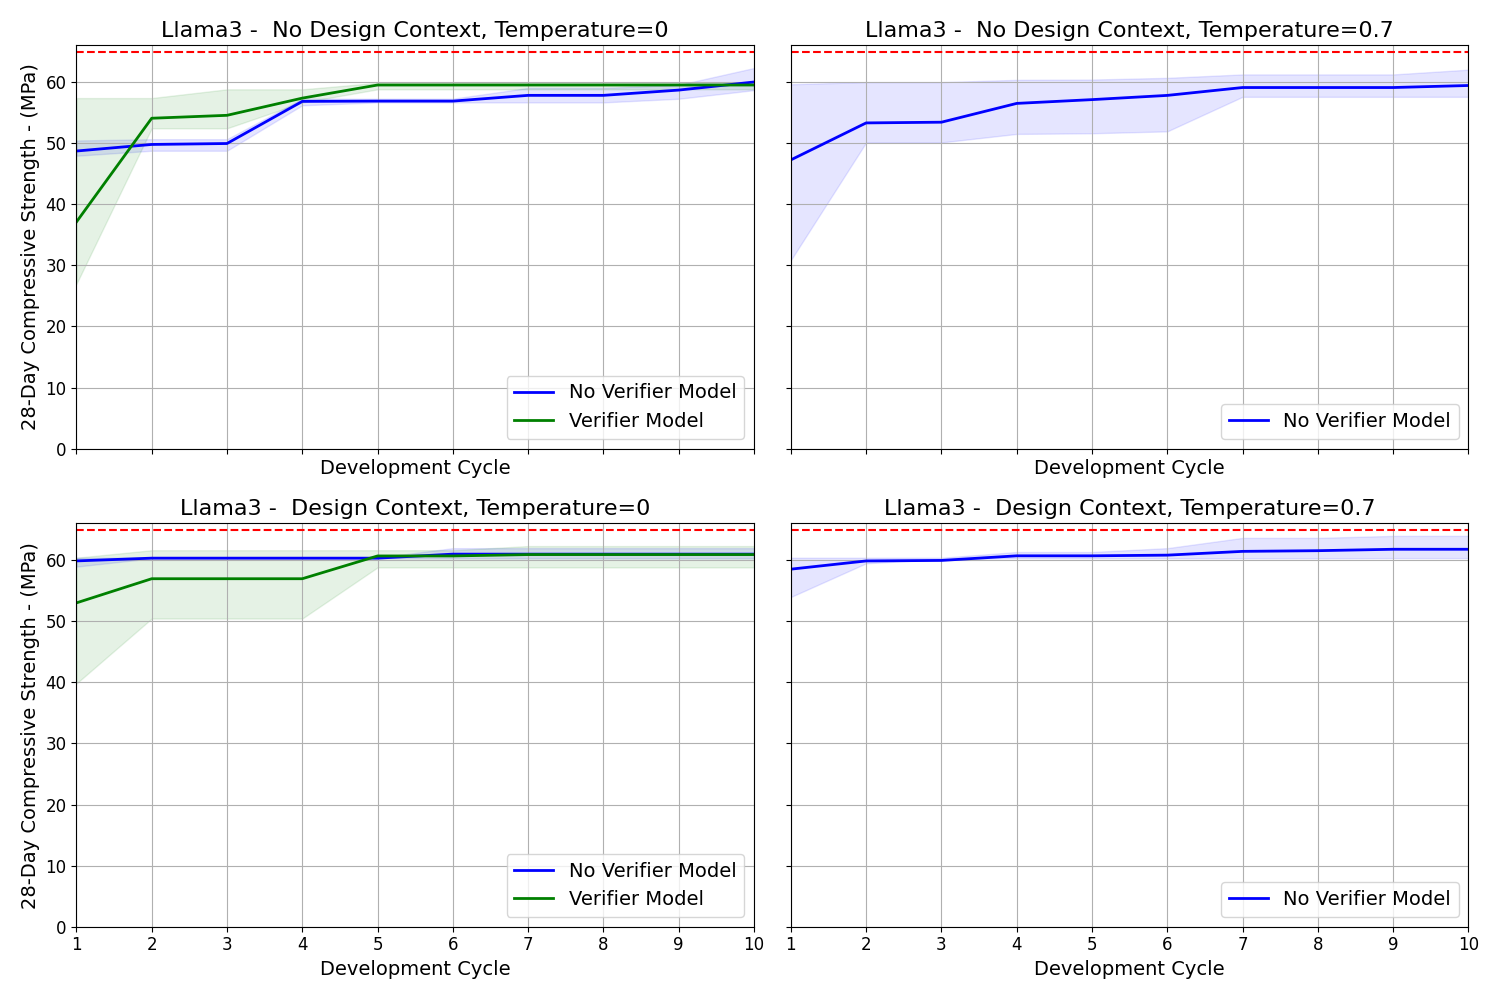 Llama3 -  No Design Context, Temperature=0
28-Day Compressive Strength - (MPa)
60
50
40
30
20
10
0
No Verifier Model
Verifier Model
Development Cycle
Llama3 -  No Design Context, Temperature=0.7
No Verifier Model
Development Cycle
Llama3 -  Design Context, Temperature=0
28-Day Compressive Strength - (MPa)
60
50
40
30
20
10
0
No Verifier Model
Verifier Model
1 2 3 4 5 6 7 8 9 10
Development Cycle
Llama3 -  Design Context, Temperature=0.7
No Verifier Model
1 2 3 4 5 6 7 8 9 10
Development Cycle